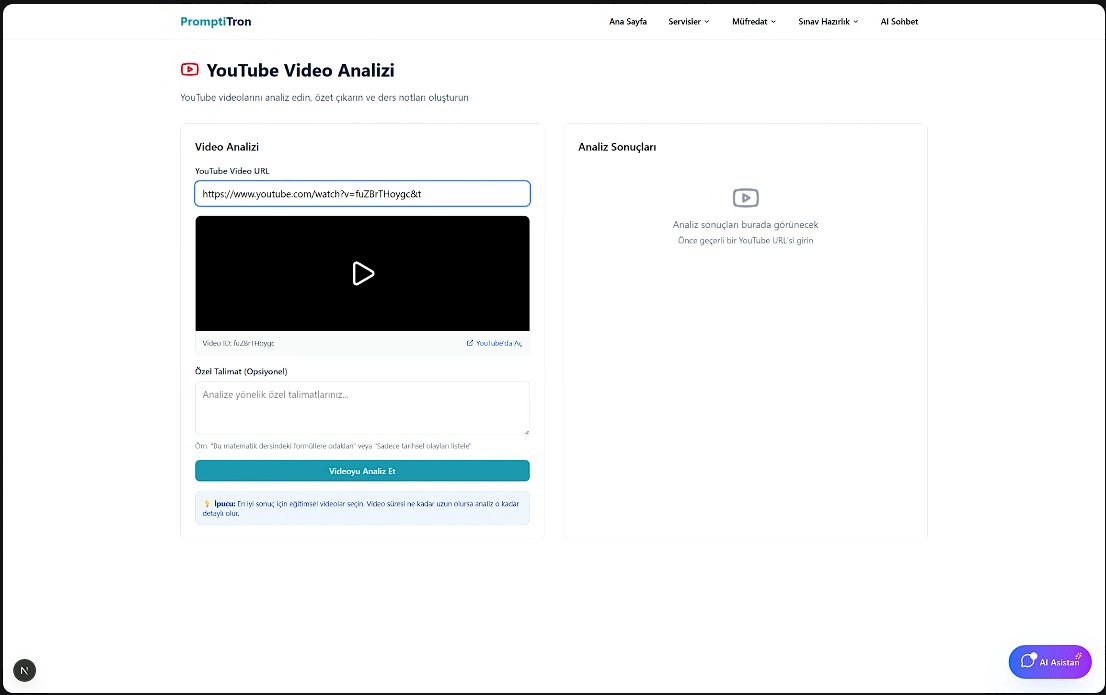 PromptiTron
Ana Sayfa Servisler Müfredat Sınav Hazırlık AI Sohbet
YouTube Video Analizi
YouTube videolarını analiz edin, özet çıkarın ve ders notları oluşturun
Video Analizi
YouTube Video URL
https://www.youtube.com/watch?v=fuZBrTHoygc&t
Video ID: fuZBrTHoygc
YouTube'da Aç
Özel Talimat (Opsiyonel)
Analize yönelik özel talimatlarınız...
Örn: "Bu matematik dersindeki formüllere odaklan" veya "Sadece tarihsel olayları listele"
Videoyu Analiz Et
İpucu: En iyi sonuç için eğitimsel videolar seçin. Video süresi ne kadar uzun olursa analiz o kadar
detaylı olur.
Analiz Sonuçları
Analiz sonuçları burada görünecek
Önce geçerli bir YouTube URL'si girin
N
AI Asistan